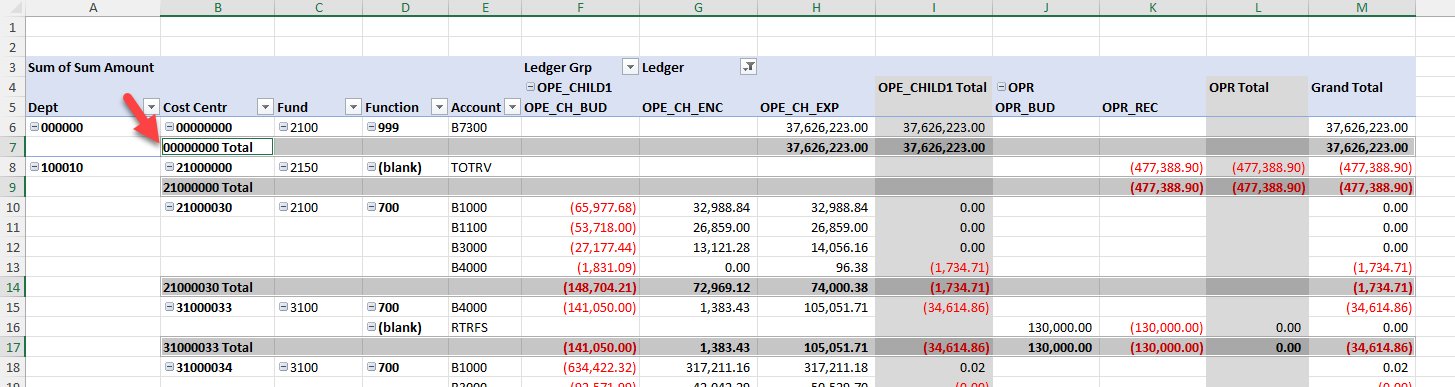 A B C D E F G H I J K L M
1
2
3 Sum of Sum Amount Ledger Grp Ledger
4 OPE_CHILD1 OPE_CHILD1 Total OPR OPR Total Grand Total
5 Dept Cost Centr Fund Function Account OPE_CH_BUD OPE_CH_ENC OPE_CH_EXP OPR_BUD OPR_REC
6 000000 00000000 2100 999 B7300 37,626,223.00 37,626,223.00 37,626,223.00
7 00000000 Total 37,626,223.00 37,626,223.00 37,626,223.00
8 100010 21000000 2150 (blank) TOTRV (477,388.90) (477,388.90) (477,388.90)
9 21000000 Total (477,388.90) (477,388.90) (477,388.90)
10 21000030 2100 700 B1000 (65,977.68) 32,988.84 32,988.84 0.00 0.00
11 B1100 (53,718.00) 26,859.00 26,859.00 0.00 0.00
12 B3000 (27,177.44) 13,121.28 14,056.16 0.00 0.00
13 B4000 (1,831.09) 0.00 96.38 (1,734.71) (1,734.71)
14 21000030 Total (148,704.21) 72,969.12 74,000.38 (1,734.71) (1,734.71)
15 31000033 3100 700 B4000 (141,050.00) 1,383.43 105,051.71 (34,614.86) (34,614.86)
16 (blank) RTRFS 130,000.00 (130,000.00) 0.00 0.00
17 31000033 Total (141,050.00) 1,383.43 105,051.71 (34,614.86) 130,000.00 (130,000.00) 0.00 (34,614.86)
18 31000034 3100 700 B1000 (634,422.32) 317,211.16 317,211.18 0.02 0.02